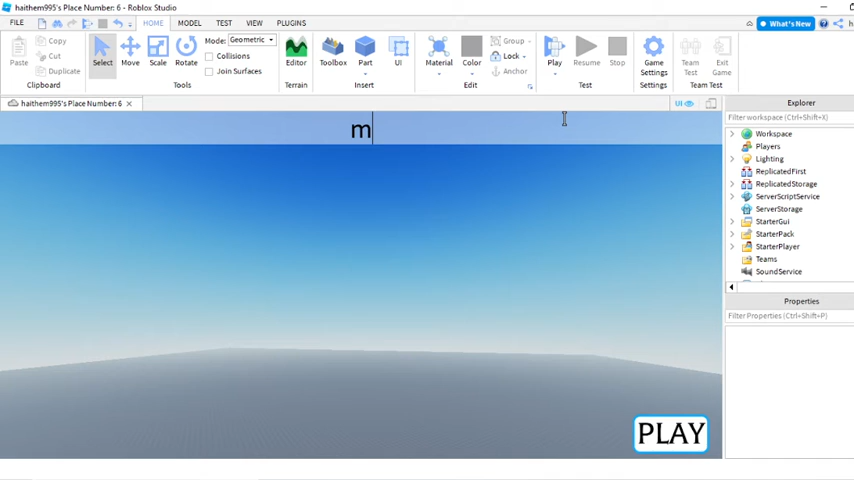 haithem995's Place Number: 6 - Roblox Studio
FILE HOME MODEL TEST VIEW PLUGINS
What's New
Paste
Copy
Cut
Duplicate
Clipboard
Select Move Scale Rotate
Mode: Geometric
Collisions
Join Surfaces
Tools
Editor
Terrain
Toolbox Part UI
Insert
Material Color
Group
Lock
Anchor
Edit
Play Resume Stop
Test
Game Settings
Settings
Team Test
Exit Game
Team Test
haithem995's Place Number: 6
UI
m
PLAY
Explorer
Filter workspace (Ctrl+Shift+X)
Workspace
Players
Lighting
ReplicatedFirst
ReplicatedStorage
ServerScriptService
ServerStorage
StarterGui
StarterPack
StarterPlayer
Teams
SoundService
Properties
Filter Properties (Ctrl+Shift+P)